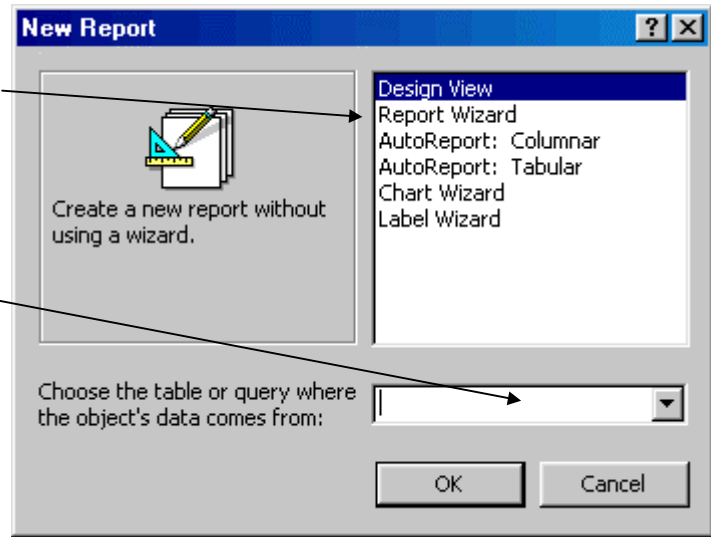 New Report
Design View
Report Wizard
AutoReport: Columnar
AutoReport: Tabular
Chart Wizard
Label Wizard
Create a new report without
using a wizard.
Choose the table or query where
the object's data comes from:
OK
Cancel